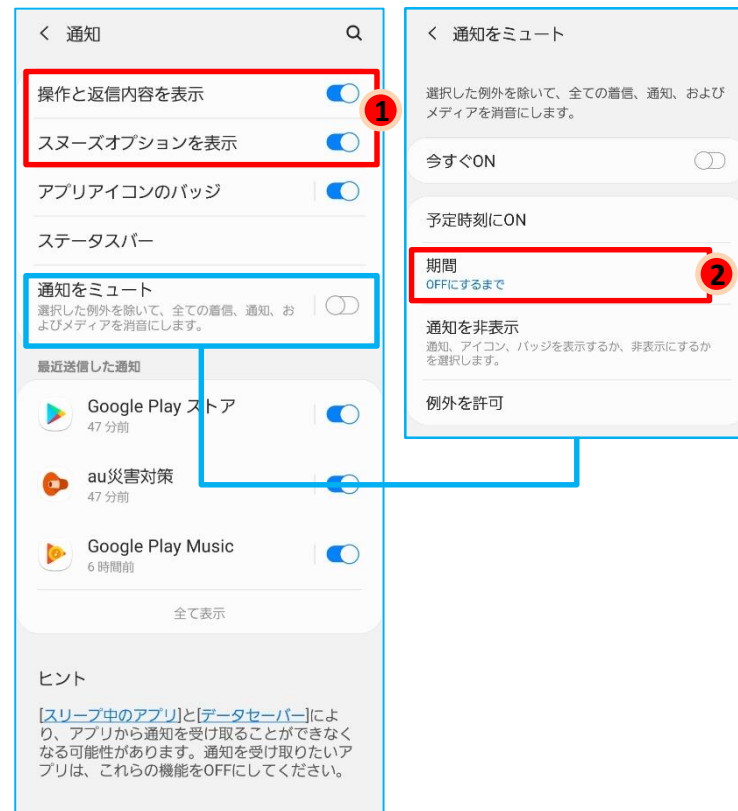 通知
操作と返信内容を表示
1
スヌーズオプションを表示
アプリアイコンのバッジ
ステータスバー
通知をミュート
選択した例外を除いて、全ての着信、通知、お
よびメディアを消音にします。
最近送信した通知
Google Play ストア
47 分前
au災害対策
47 分前
Google Play Music
6 時間前
全て表示
ヒント
[スリープ中のアプリ]と[データセーバー]によ
り、アプリから通知を受け取ることができなく
なる可能性があります。通知を受け取りたいア
プリは、これらの機能をOFFにしてください。
通知をミュート
選択した例外を除いて、全ての着信、通知、および
メディアを消音にします。
今すぐON
予定時刻にON
期間
OFFにするまで
2
通知を非表示
通知、アイコン、バッジを表示するか、非表示にするか
を選択します。
例外を許可